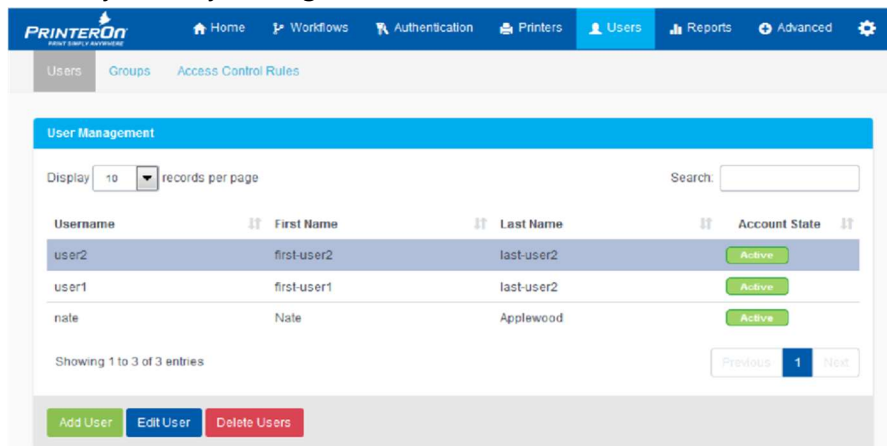 PRINTERON
PRINT SIMPLY ANYWHERE
Home Workflows Authentication Printers Users Reports Advanced
Users Groups Access Control Rules
User Management
Display 10 records per page Search:
Username First Name Last Name Account State
user2 first-user2 last-user2 Active
user1 first-user1 last-user2 Active
nate Nate Applewood Active
Showing 1 to 3 of 3 entries Previous 1 Next
Add User Edit User Delete Users